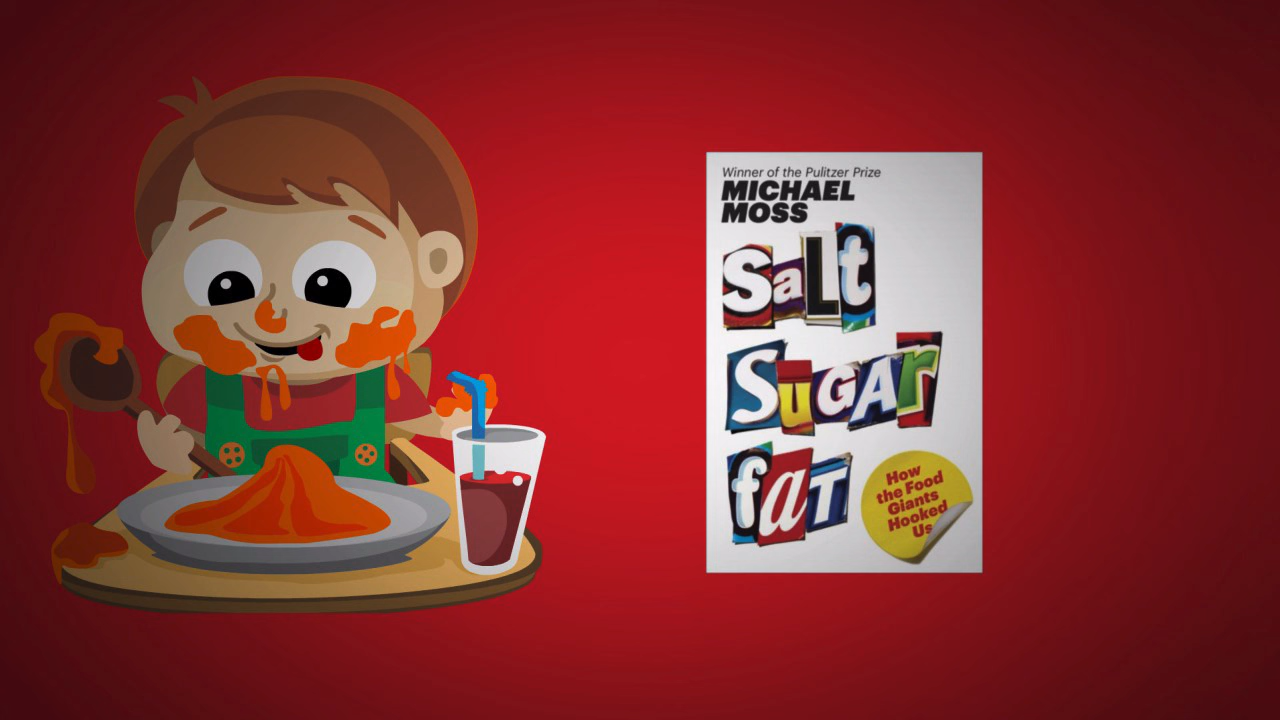 Winner of the Pulitzer Prize
MICHAEL
MOSS
Salt
SuGAr
faT
How
the Food
Giants
Hooked
Us